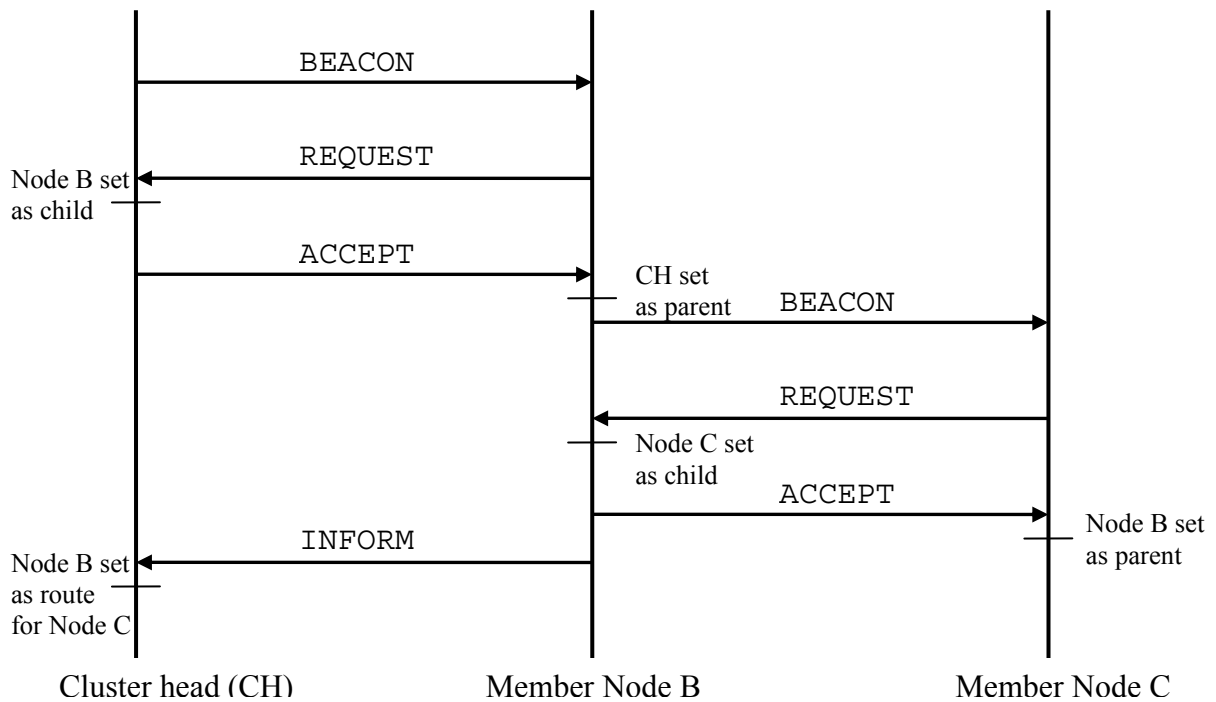 BEACON
REQUEST
Node B set
as child
ACCEPT
CH set
as parent
BEACON
REQUEST
Node C set
as child
ACCEPT
Node B set
as parent
INFORM
Node B set
as route
for Node C
Cluster head (CH)
Member Node B
Member Node C